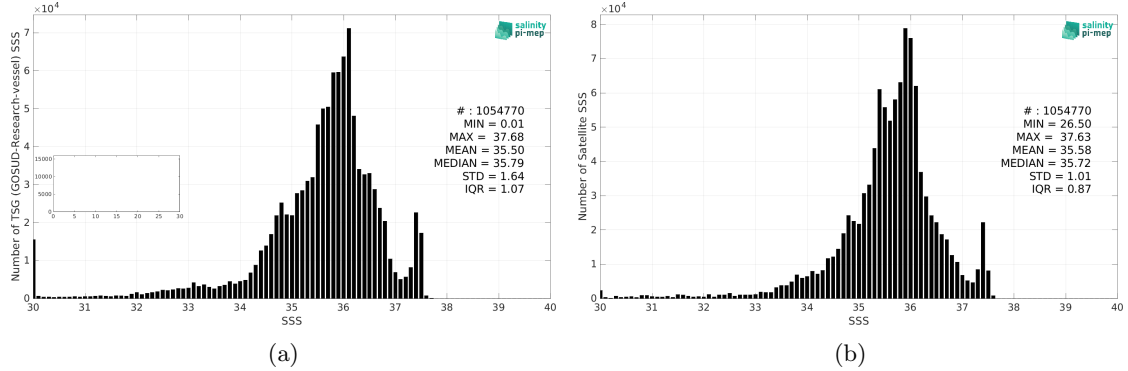 ×10⁴
7
6
5
4
3
2
1
0
Number of TSG (GOSUD-Research-vessel) SSS
salinity
pi-mep
# : 1054770
MIN = 0.01
MAX = 37.68
MEAN = 35.50
MEDIAN = 35.79
STD = 1.64
IQR = 1.07
15000
10000
5000
0
0 5 10 15 20 25 30
30 31 32 33 34 35 36 37 38 39 40
SSS
(a)
×10⁴
8
7
6
5
4
3
2
1
0
Number of Satellite SSS
salinity
pi-mep
# : 1054770
MIN = 26.50
MAX = 37.63
MEAN = 35.58
MEDIAN = 35.72
STD = 1.01
IQR = 0.87
30 31 32 33 34 35 36 37 38 39 40
SSS
(b)